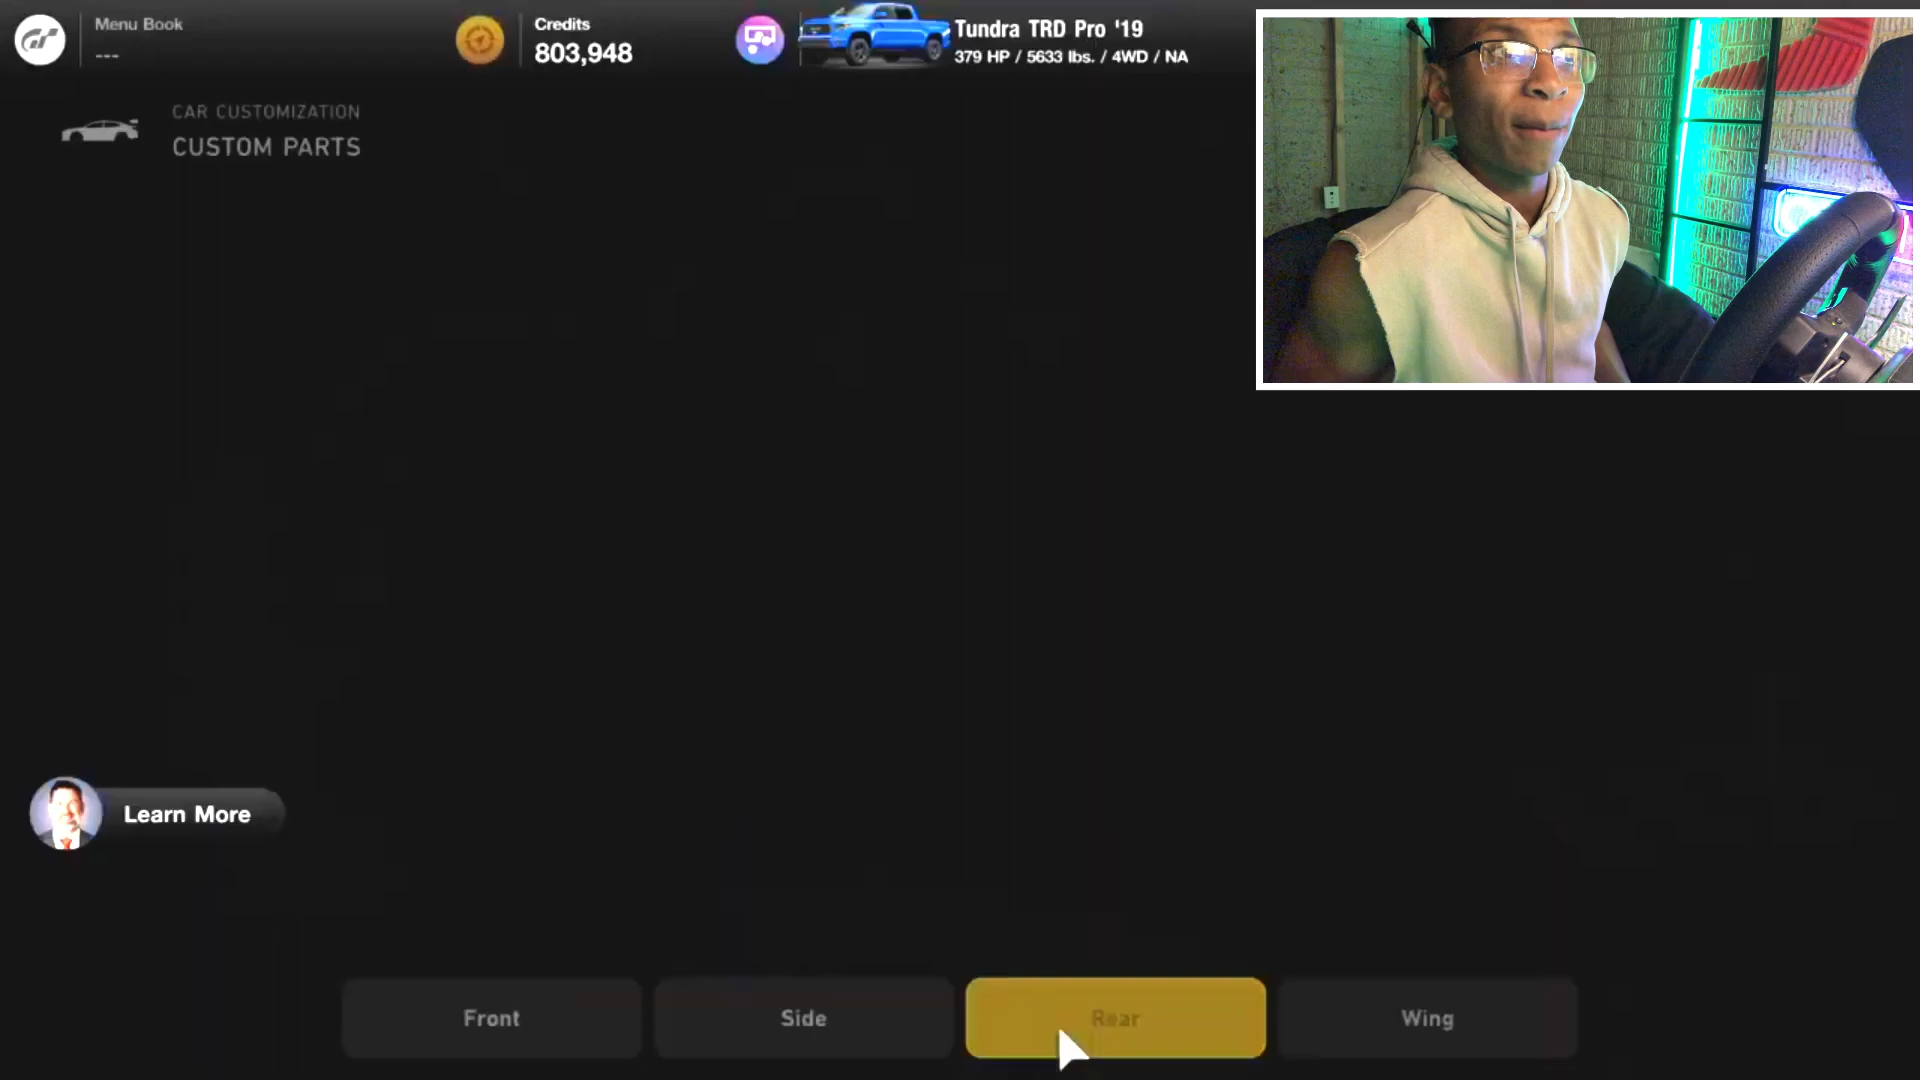 Menu Book
---
Credits
803,948
Tundra TRD Pro '19
379 HP / 5633 lbs. / 4WD / NA
CAR CUSTOMIZATION
CUSTOM PARTS
Learn More
Front
Side
Rear
Wing